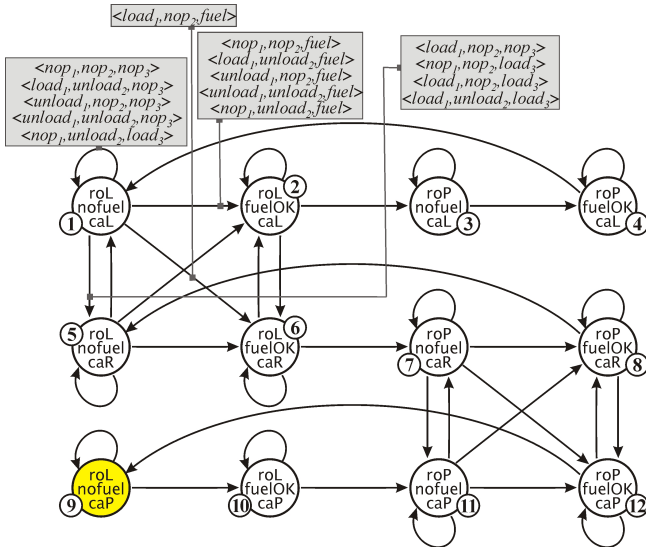 <load₁,nop₂,fuel>
<nop₁,nop₂,nop₃>
<load₁,unload₂,nop₃>
<unload₁,nop₂,nop₃>
<unload₁,unload₂,nop₃>
<nop₁,unload₂,load₃>
<nop₁,nop₂,fuel>
<load₁,unload₂,fuel>
<unload₁,nop₂,fuel>
<unload₁,unload₂,fuel>
<nop₁,unload₂,fuel>
<load₁,nop₂,nop₃>
<nop₁,nop₂,load₃>
<load₁,nop₂,load₃>
<load₁,unload₂,load₃>
roL
nofuel
caL
1
roL
fuelOK
caL
2
roP
nofuel
caL
3
roP
fuelOK
caL
4
roL
nofuel
caR
5
roL
fuelOK
caR
6
roP
nofuel
caR
7
roP
fuelOK
caR
8
roL
nofuel
caP
9
roL
fuelOK
caP
10
roP
nofuel
caP
11
roP
fuelOK
caP
12